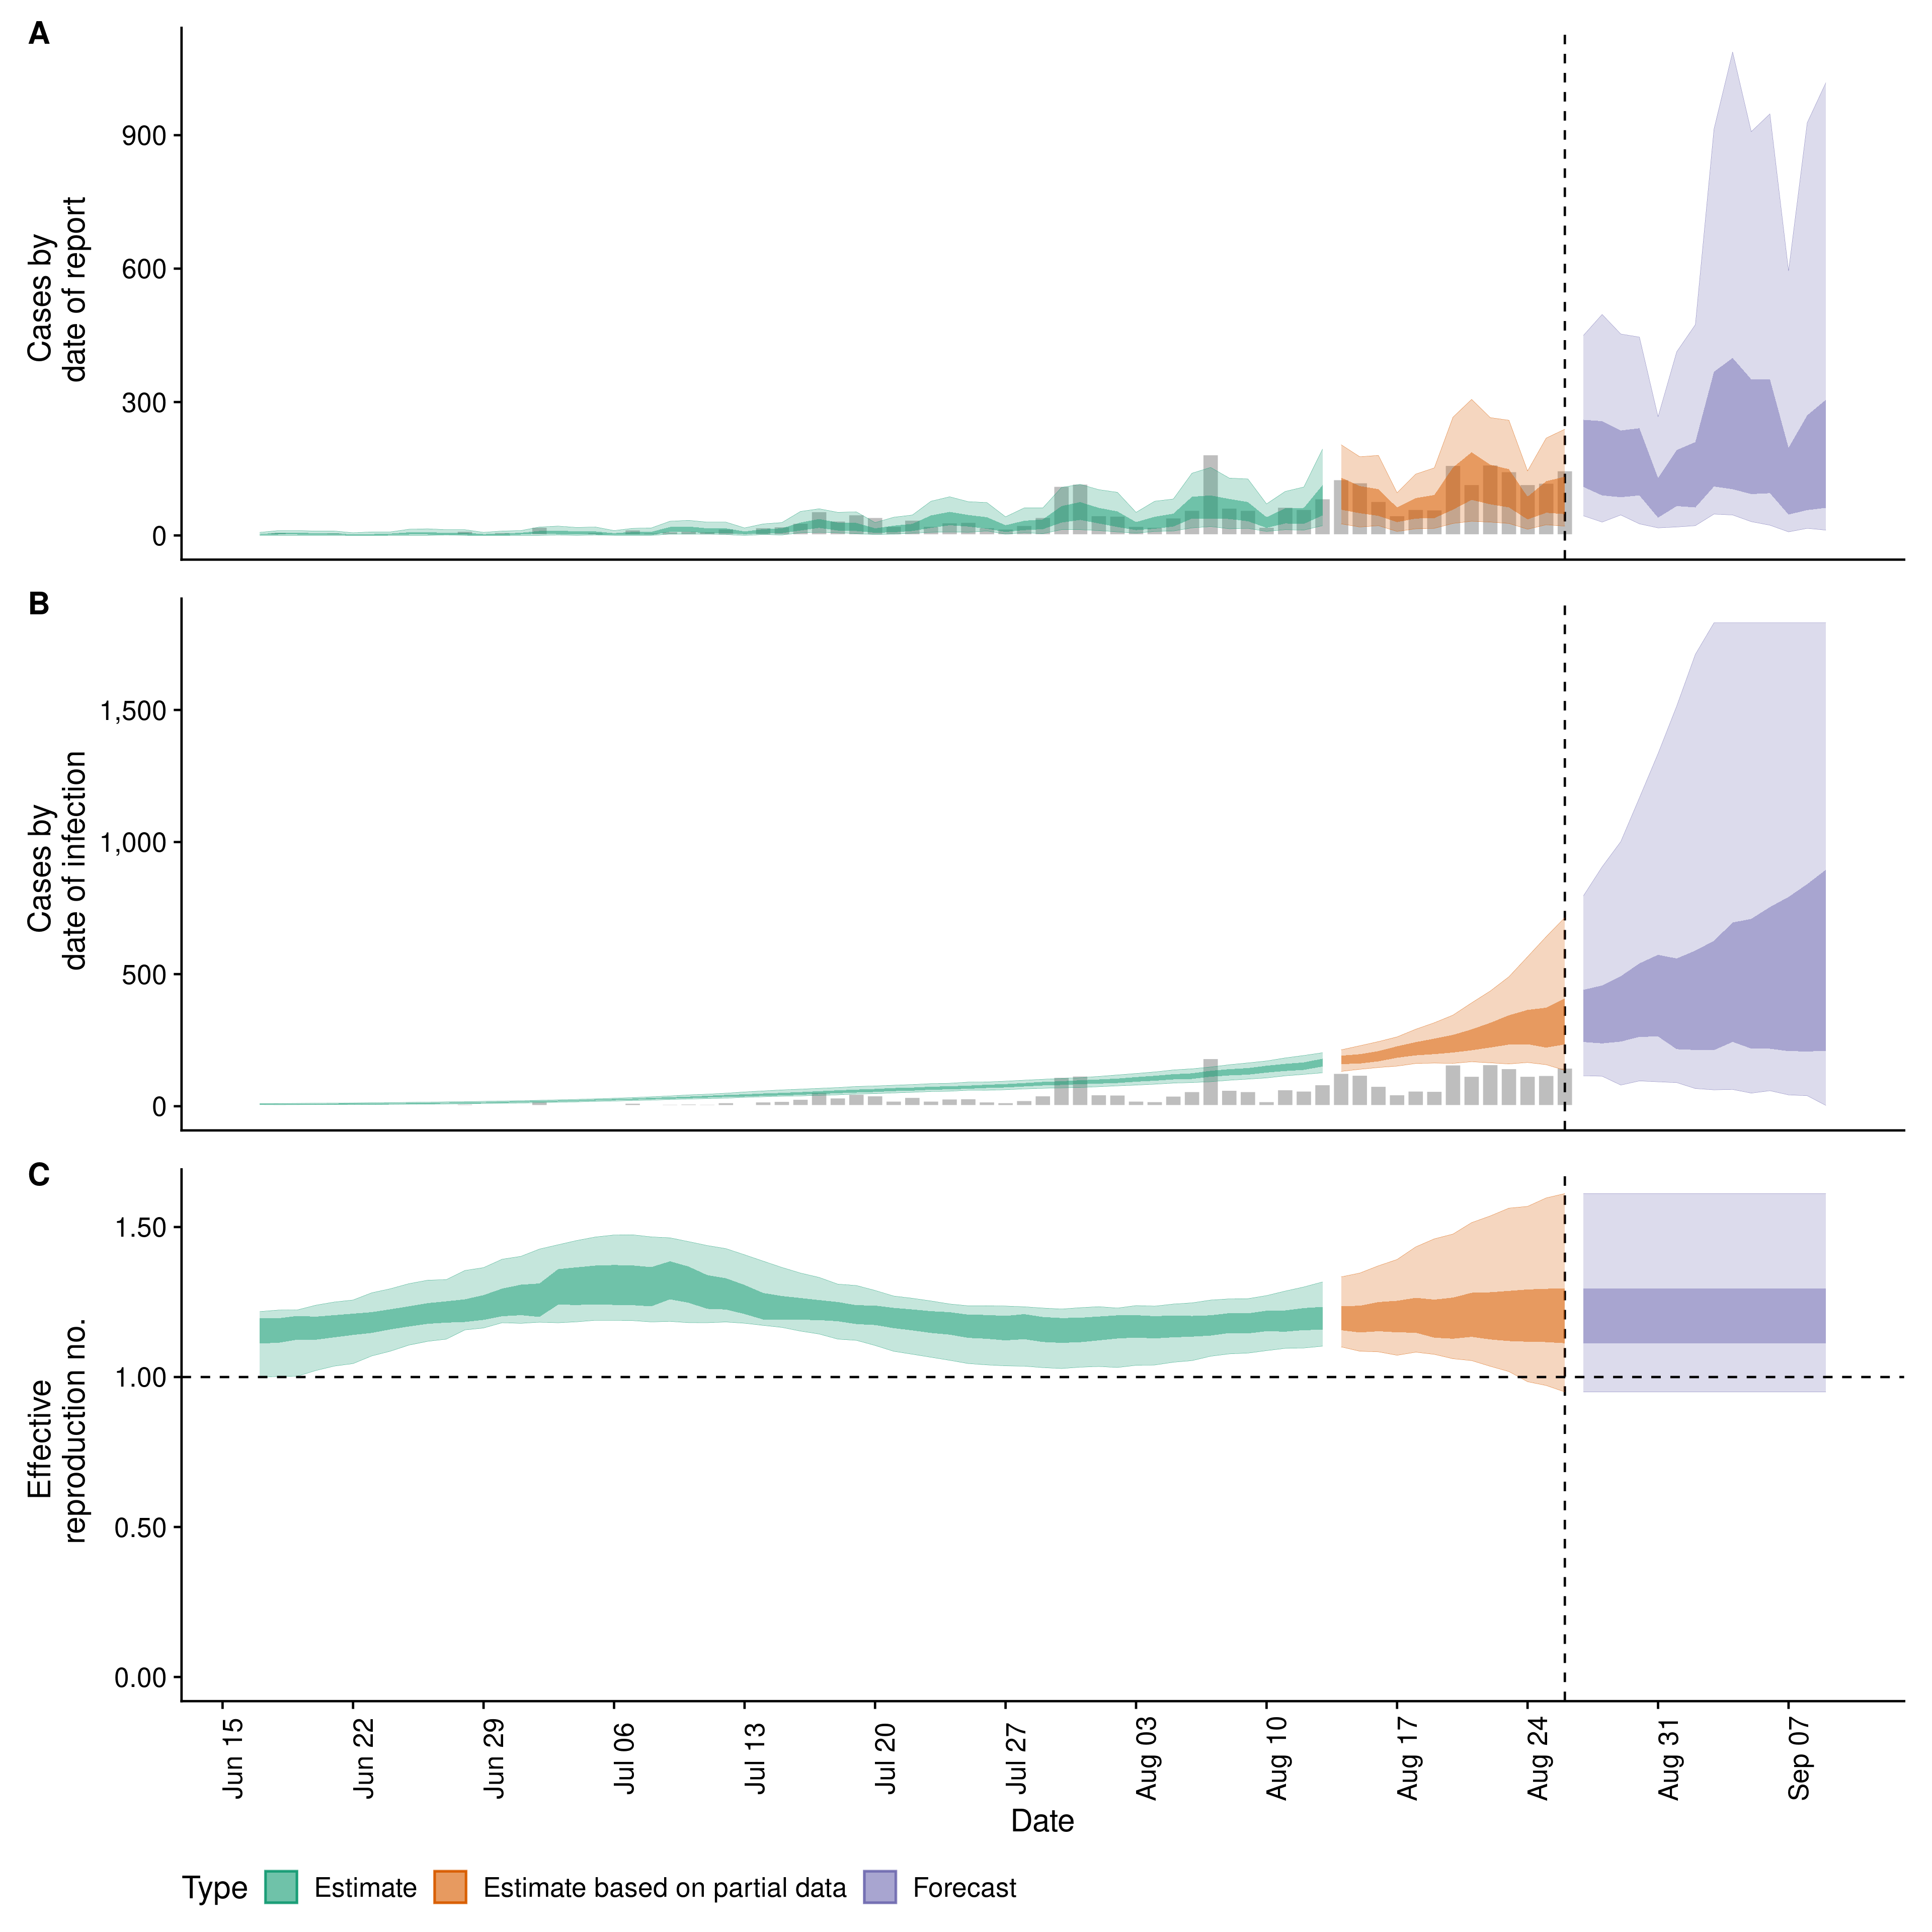 A
Cases by
date of report
900
600
300
0
B
Cases by
date of infection
1,500
1,000
500
0
C
Effective
reproduction no.
1.50
1.00
0.50
0.00
Jun 15
Jun 22
Jun 29
Jul 06
Jul 13
Jul 20
Jul 27
Aug 03
Aug 10
Aug 17
Aug 24
Aug 31
Sep 07
Date
Type Estimate Estimate based on partial data Forecast